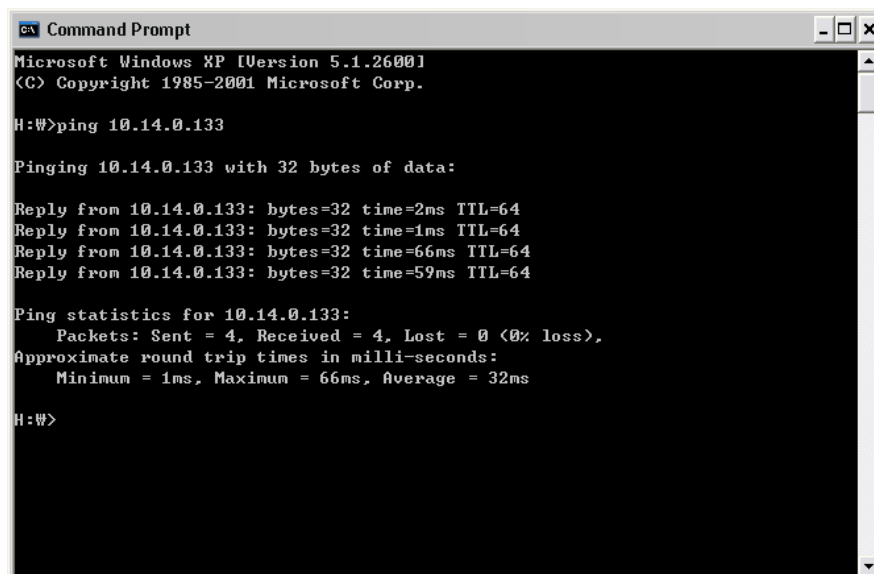 Command Prompt
Microsoft Windows XP [Version 5.1.2600]
(C) Copyright 1985-2001 Microsoft Corp.
H:₩>ping 10.14.0.133
Pinging 10.14.0.133 with 32 bytes of data:
Reply from 10.14.0.133: bytes=32 time=2ms TTL=64
Reply from 10.14.0.133: bytes=32 time=1ms TTL=64
Reply from 10.14.0.133: bytes=32 time=66ms TTL=64
Reply from 10.14.0.133: bytes=32 time=59ms TTL=64
Ping statistics for 10.14.0.133:
Packets: Sent = 4, Received = 4, Lost = 0 (0% loss),
Approximate round trip times in milli-seconds:
Minimum = 1ms, Maximum = 66ms, Average = 32ms
H:₩>